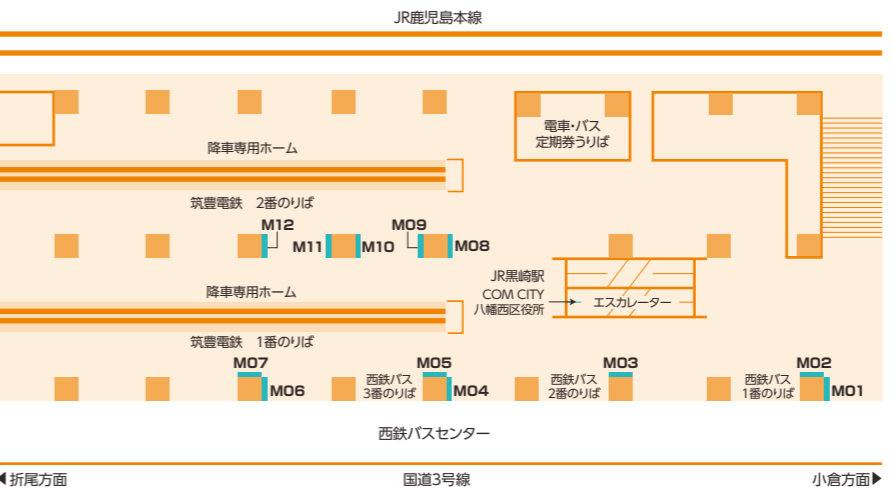 JR鹿児島本線
電車・バス
定期券うりば
降車専用ホーム
筑豊電鉄 2番のりば
M12
M11
M10
M09
M08
JR黒崎駅
COM CITY
八幡西区役所
エスカレーター
降車専用ホーム
筑豊電鉄 1番のりば
M07
M06
西鉄バス
3番のりば
M05
M04
西鉄バス
2番のりば
M03
西鉄バス
1番のりば
M02
M01
西鉄バスセンター
◀折尾方面
国道3号線
小倉方面▶